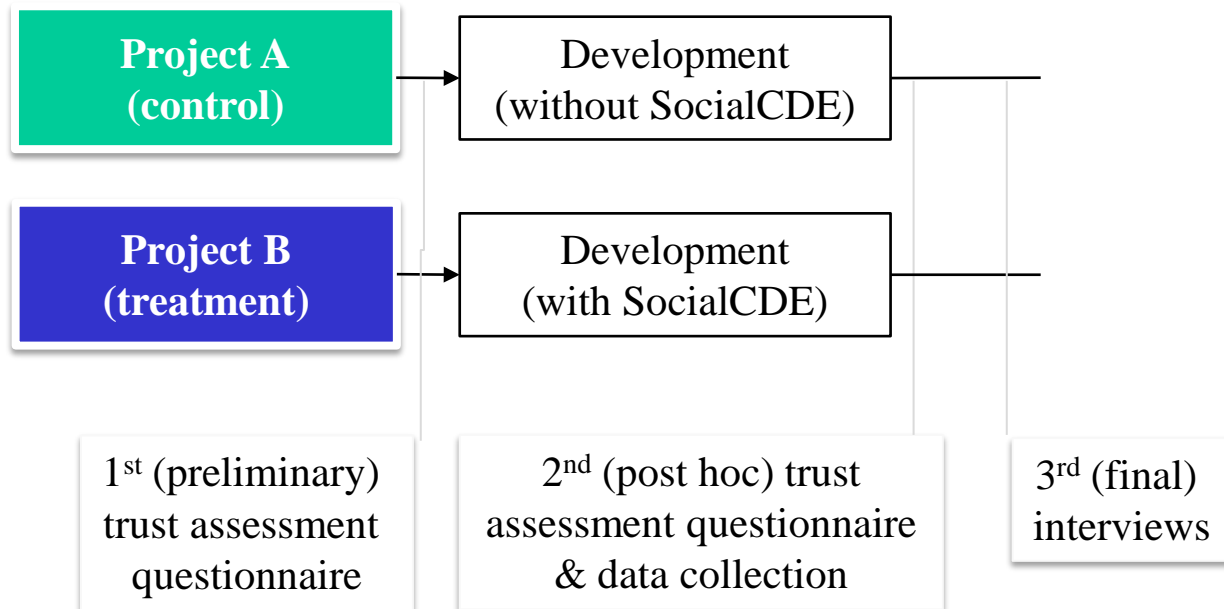 Project A
(control)
Development
(without SocialCDE)
Project B
(treatment)
Development
(with SocialCDE)
1st (preliminary)
trust assessment
questionnaire
2nd (post hoc) trust
assessment questionnaire
& data collection
3rd (final)
interviews